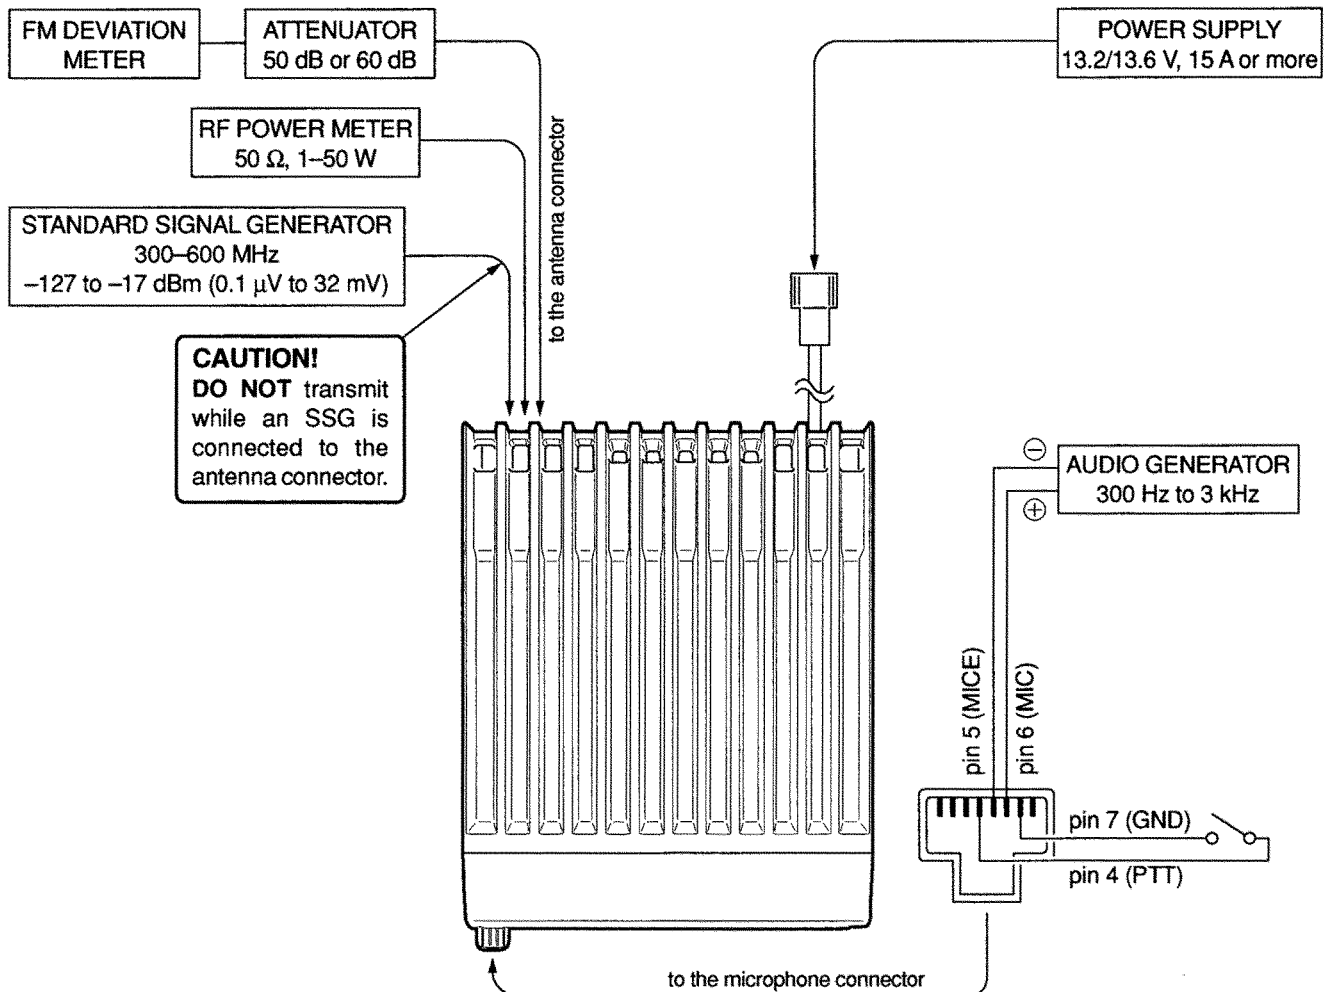 FM DEVIATION
METER
ATTENUATOR
50 dB or 60 dB
POWER SUPPLY
13.2/13.6 V, 15 A or more
RF POWER METER
50 Ω, 1–50 W
to the antenna connector
STANDARD SIGNAL GENERATOR
300–600 MHz
–127 to –17 dBm (0.1 µV to 32 mV)
CAUTION!
DO NOT transmit
while an SSG is
connected to the
antenna connector.
⊖
AUDIO GENERATOR
300 Hz to 3 kHz
⊕
pin 5 (MICE)
pin 6 (MIC)
pin 7 (GND)
pin 4 (PTT)
to the microphone connector